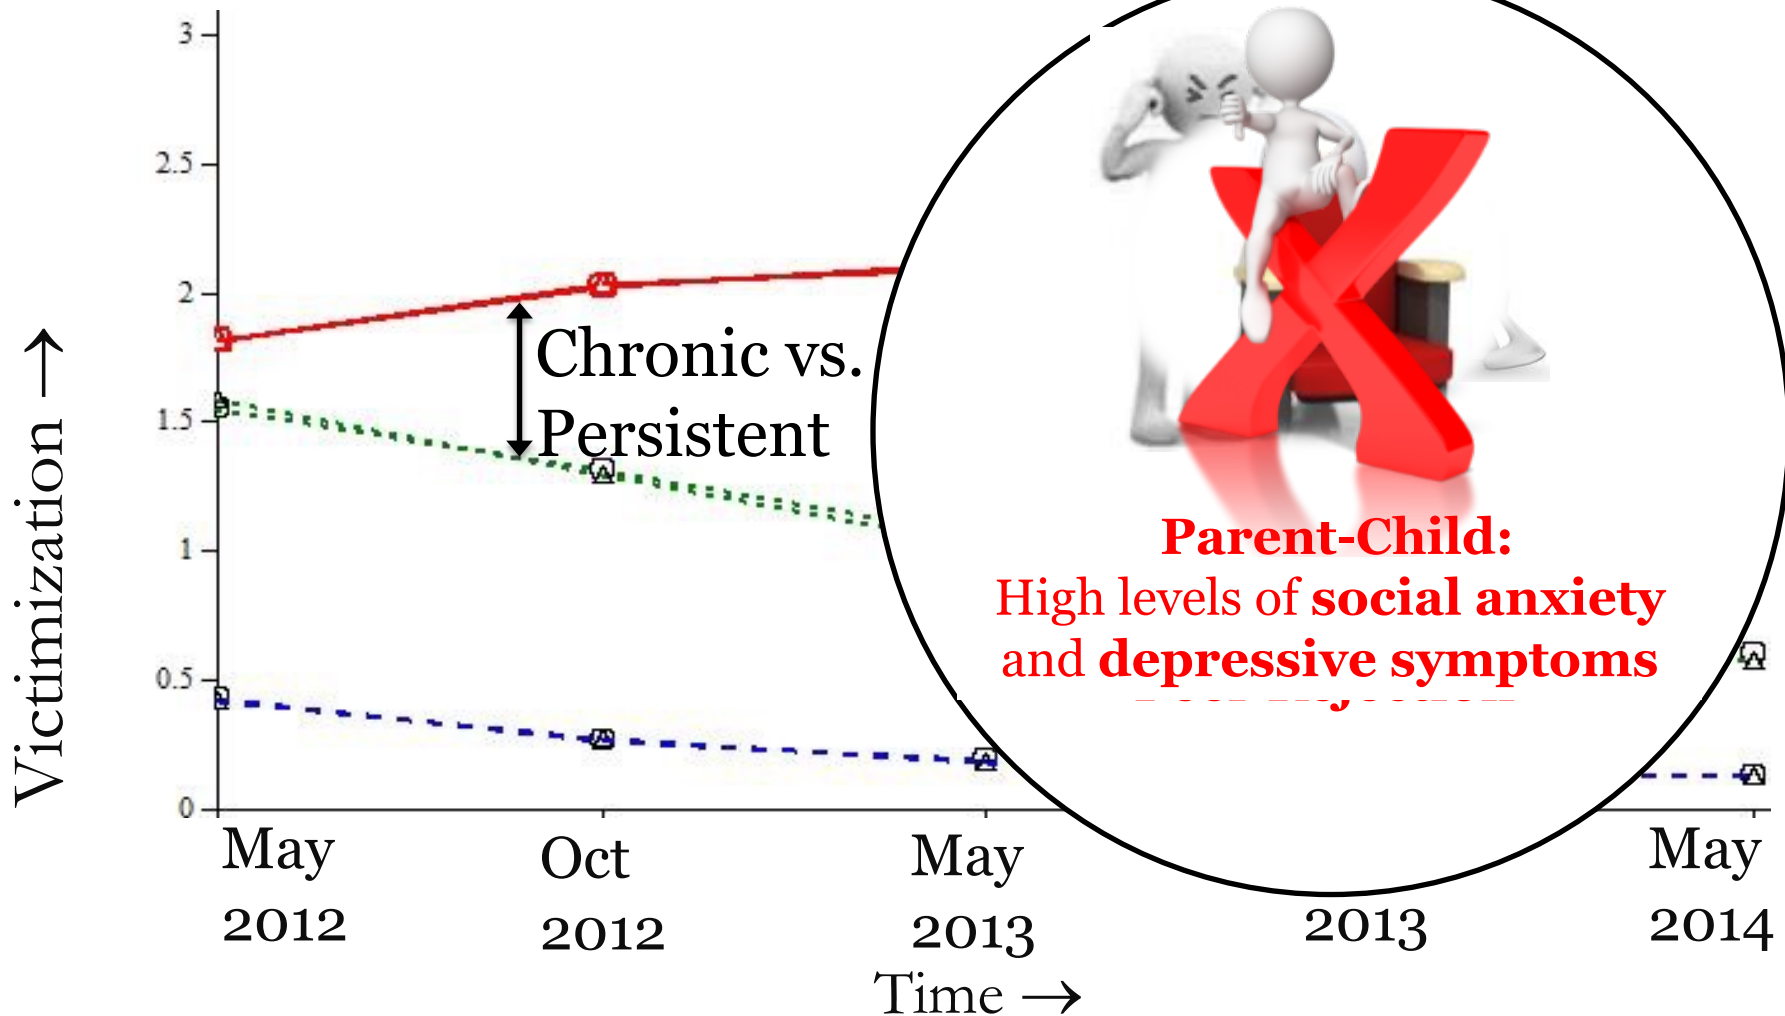 3
2.5
2
1.5
1
0.5
0
Victimization →
Chronic vs.
Persistent
Parent-Child:
High levels of social anxiety
and depressive symptoms
May
2012
Oct
2012
May
2013
2013
May
2014
Time →